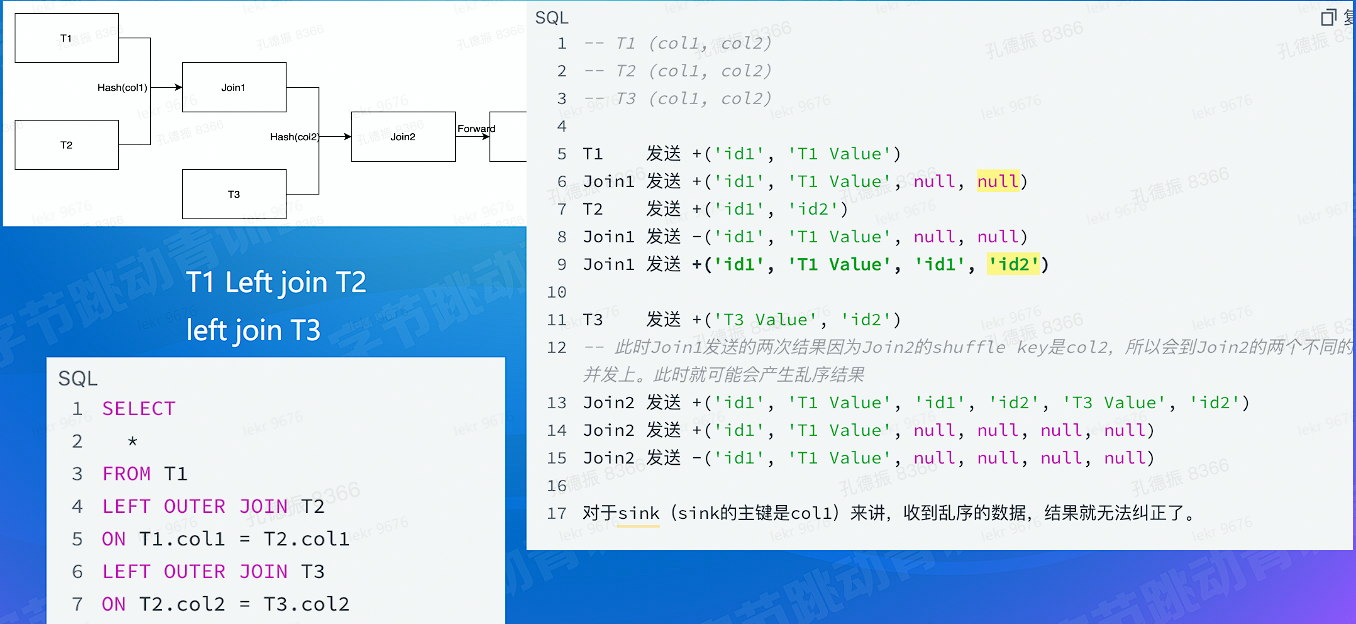 T1
Hash(col1)
Join1
T2
Hash(col2)
Join2
Forward
T3
T1 Left join T2
left join T3
SQL
1 SELECT
2 *
3 FROM T1
4 LEFT OUTER JOIN T2
5 ON T1.col1 = T2.col1
6 LEFT OUTER JOIN T3
7 ON T2.col2 = T3.col2
SQL
1 -- T1 (col1, col2)
2 -- T2 (col1, col2)
3 -- T3 (col1, col2)
4
5 T1 发送 +('id1', 'T1 Value')
6 Join1 发送 +('id1', 'T1 Value', null, null)
7 T2 发送 +('id1', 'id2')
8 Join1 发送 -('id1', 'T1 Value', null, null)
9 Join1 发送 +('id1', 'T1 Value', 'id1', 'id2')
10
11 T3 发送 +('T3 Value', 'id2')
12 -- 此时Join1发送的两次结果因为Join2的shuffle key是col2，所以会到Join2的两个不同的
并发上。此时就可能会产生乱序结果
13 Join2 发送 +('id1', 'T1 Value', 'id1', 'id2', 'T3 Value', 'id2')
14 Join2 发送 +('id1', 'T1 Value', null, null, null, null)
15 Join2 发送 -('id1', 'T1 Value', null, null, null, null)
16
17 对于sink（sink的主键是col1）来讲，收到乱序的数据，结果就无法纠正了。
孔德振 8366
lekr 9676
字节跳动青训